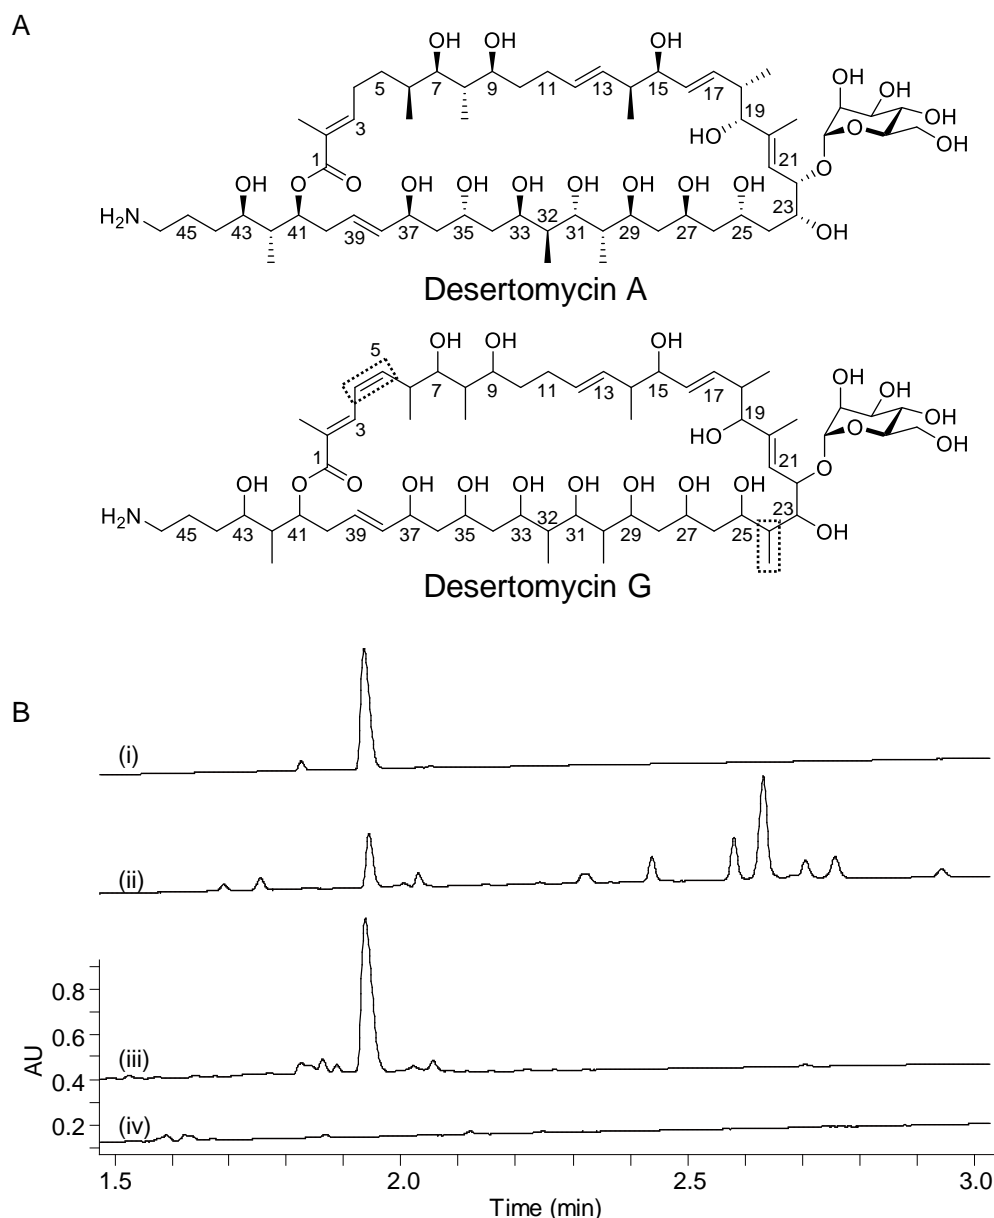 A
OH OH OH
5 7 9 11 13 15 17
OH
3 19 HO OH
HO O OH
1 HO 21
O
OH O O OH OH OH OH OH OH OH 23
H2N 32 OH
45 43 41 39 37 35 33 31 29 27 25
Desertomycin A
5 OH OH OH
7 9 11 13 15 17
OH
3 19 HO OH
HO O OH
1 HO 21
O
OH O O OH OH OH OH OH OH OH 23
H2N 32 OH
45 43 41 39 37 35 33 31 29 27 25
Desertomycin G
B
(i)
(ii)
(iii)
(iv)
AU
0.8
0.6
0.4
0.2
1.5 2.0 2.5 3.0
Time (min)